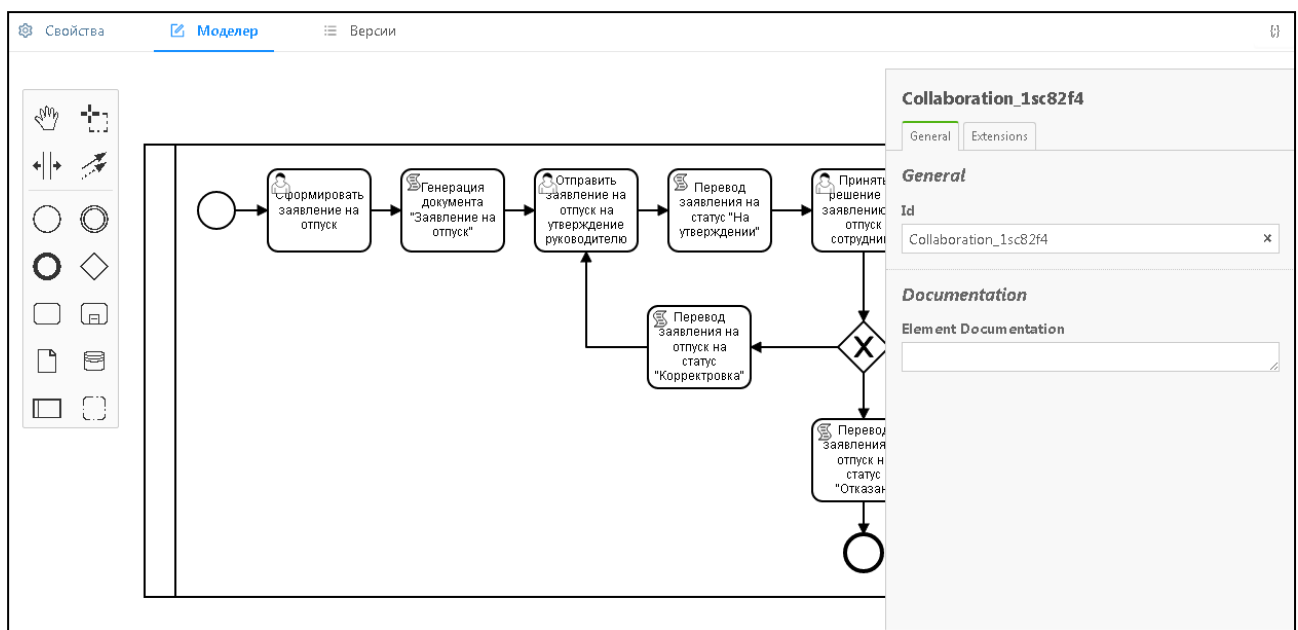 Свойства
Моделер
Версии
Collaboration_1sc82f4
General
Extensions
General
Id
Collaboration_1sc82f4
Documentation
Element Documentation
Сформировать
заявление на
отпуск
Генерация
документа
"Заявление на
отпуск"
Отправить
заявление на
отпуск на
утверждение
руководителю
Перевод
заявления на
статус "На
утверждении"
Принять
решение
заявлению
отпуск
Перевод
заявления на
отпуск на
статус
"Корректровка"
Перевод
заявления
отпуск
статус